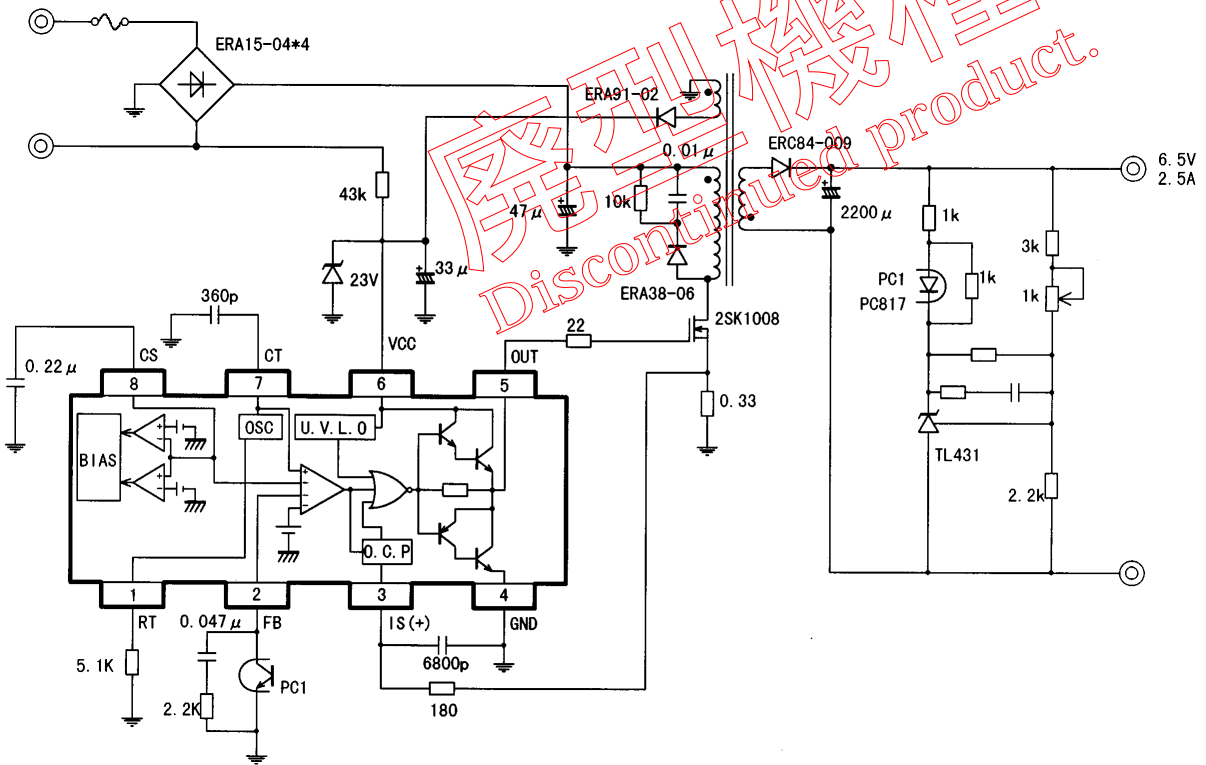 ERA15-04*4
廃型機種
Discontinued product.
ERA91-02
0.01μ
ERC84-009
6.5V
2.5A
43k
47μ
10k
2200μ
1k
3k
23V
33μ
PC1
PC817
1k
1k
ERA38-06
360p
22
2SK1008
VCC
OUT
0.22μ
CS
CT
8
7
6
5
0.33
OSC
U.V.L.O
BIAS
TL431
2.2k
O.C.P
1
2
3
4
RT
0.047μ
FB
IS(+)
GND
5.1K
6800p
PC1
2.2K
180